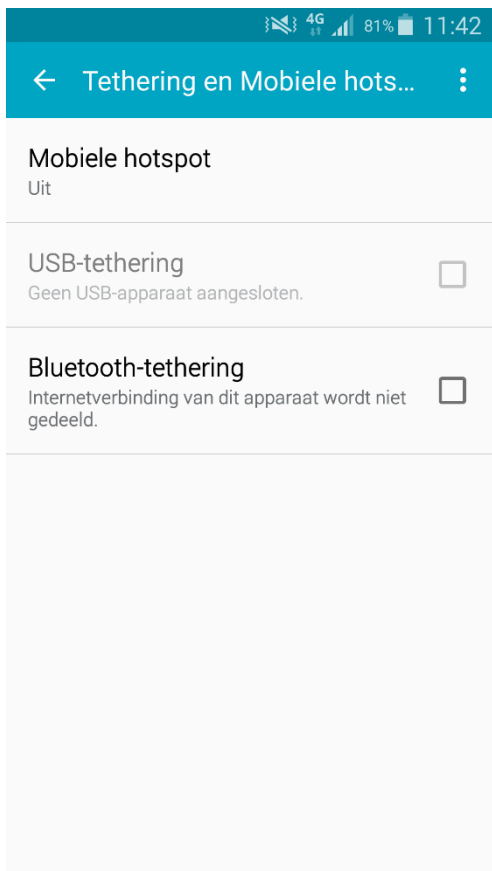 4G 81% 11:42
Tethering en Mobiele hots...
Mobiele hotspot
Uit
USB-tethering
Geen USB-apparaat aangesloten.
Bluetooth-tethering
Internetverbinding van dit apparaat wordt niet
gedeeld.